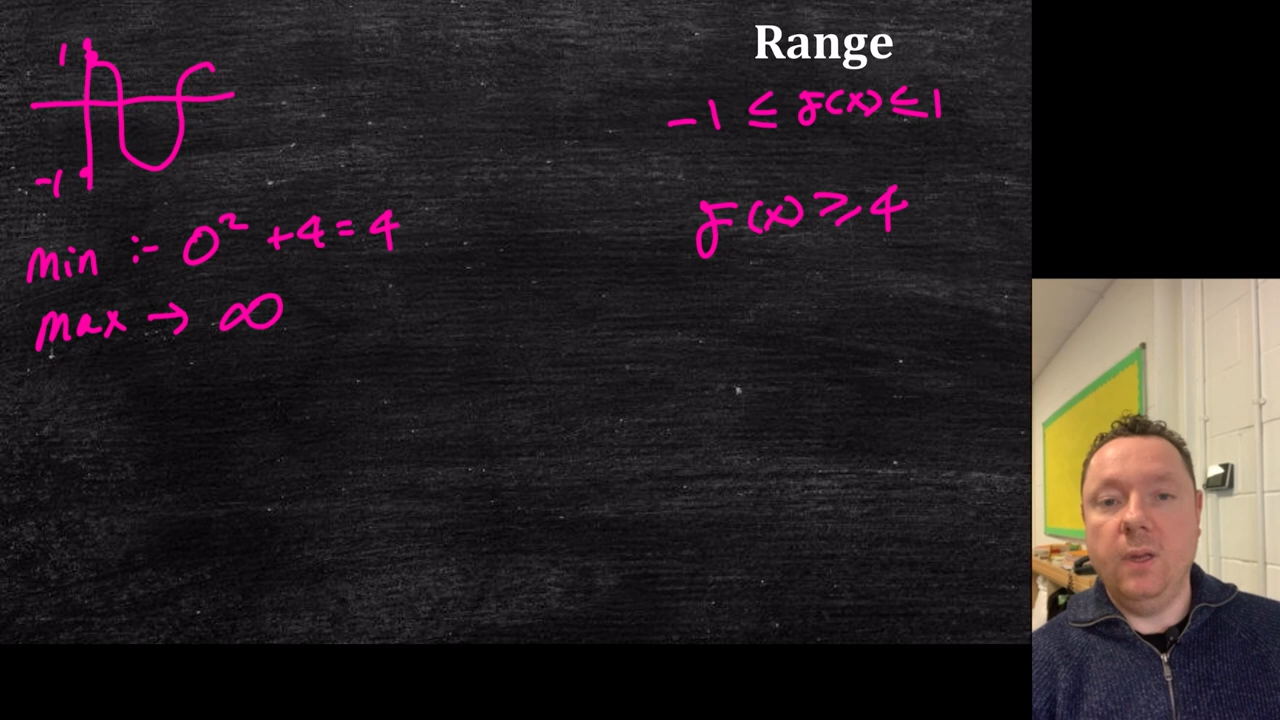 Range
1
-1 ≤ f(x) ≤ 1
-1
min :- 0² + 4 = 4
f(x) ≥ 4
max → ∞